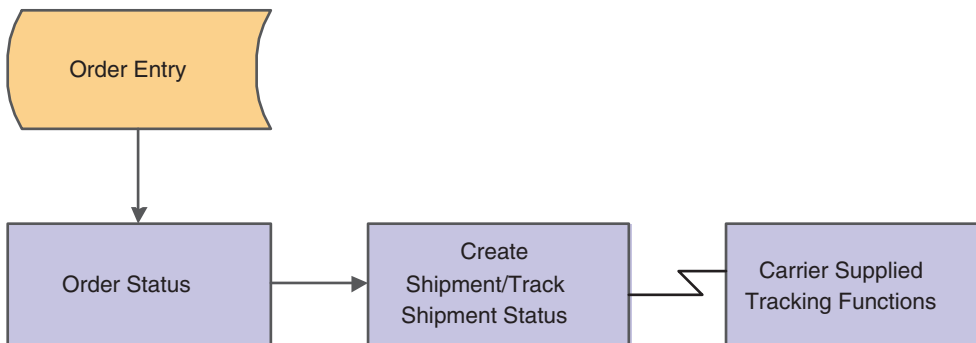 Order Entry
Order Status
Create
Shipment/Track
Shipment Status
Carrier Supplied
Tracking Functions